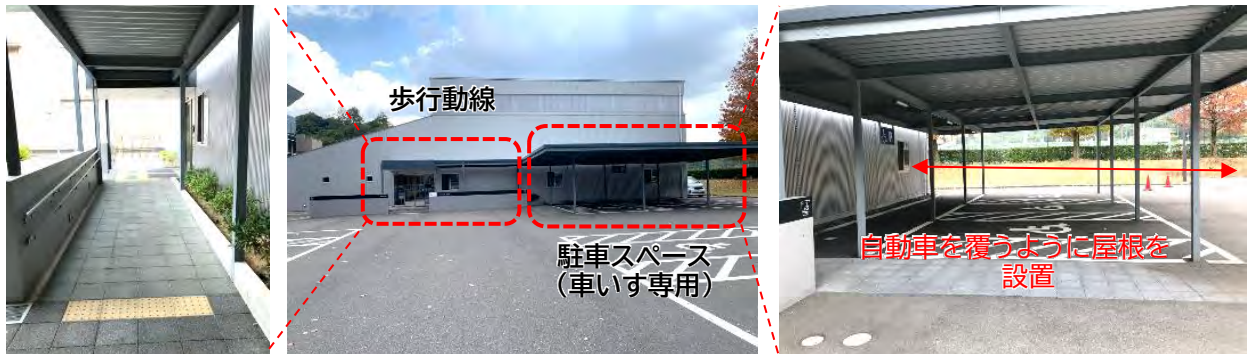 歩行動線
駐車スペース
（車いす専用）
自動車を覆うように屋根を
設置